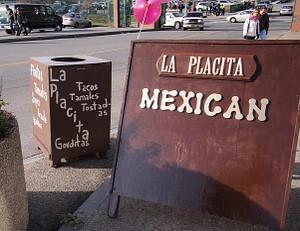 LA PLACITA
MEXICAN
La
Placita
Tacos
Tamales
Tostadas
Gorditas